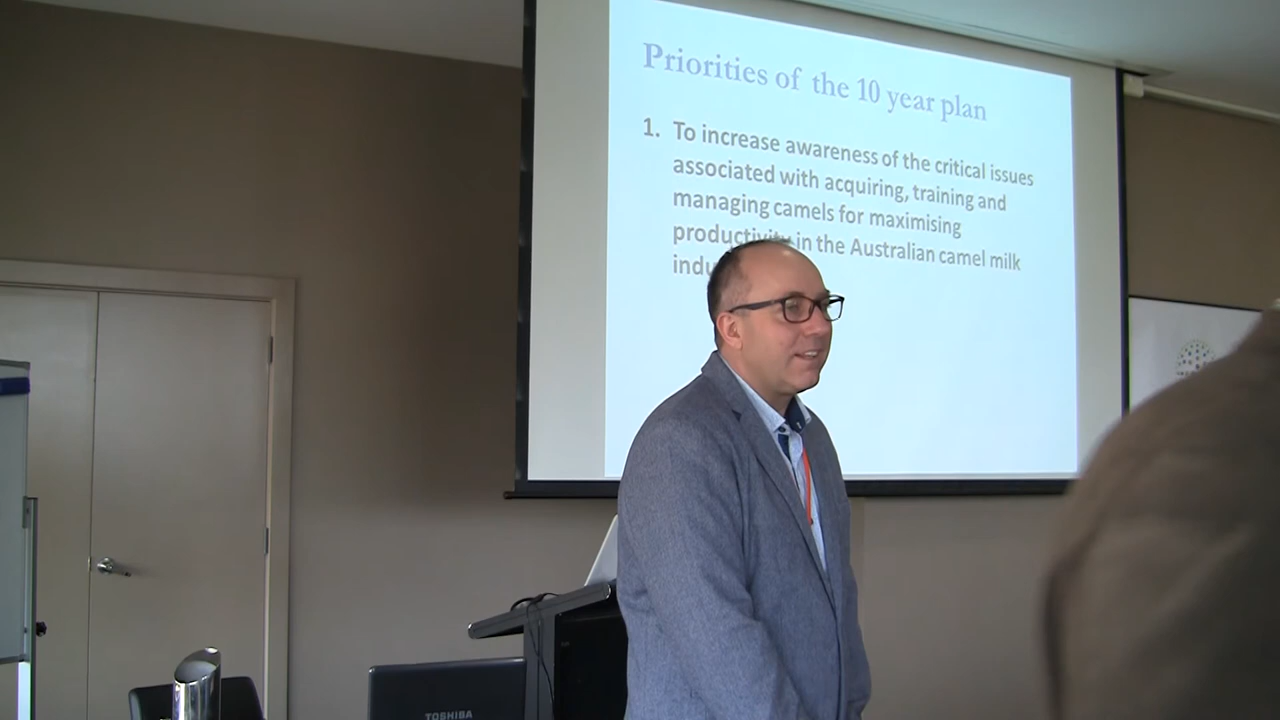 Priorities of the 10 year plan
1. To increase awareness of the critical issues
associated with acquiring, training and
managing camels for maximising
productivity in the Australian camel milk
indu
TOSHIBA